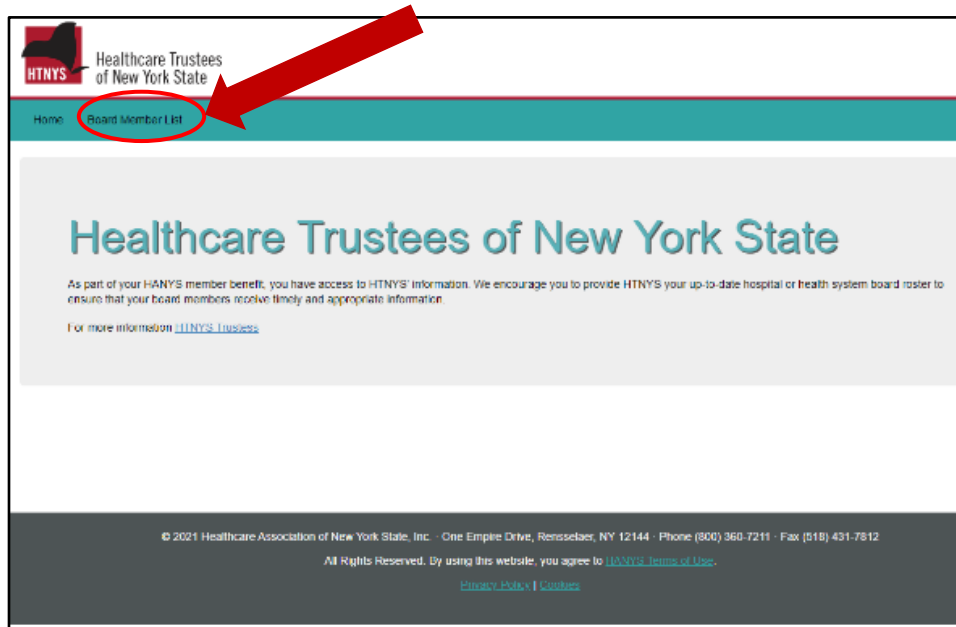 HTNYS
Healthcare Trustees
of New York State
Home Board Member List
Healthcare Trustees of New York State
As part of your HANYS member benefit, you have access to HTNYS' information. We encourage you to provide HTNYS your up-to-date hospital or health system board roster to
ensure that your board members receive timely and appropriate information.
For more information HTNYS Trustess
© 2021 Healthcare Association of New York State, Inc. · One Empire Drive, Rensselaer, NY 12144 · Phone (800) 360-7211 · Fax (518) 431-7812
All Rights Reserved. By using this website, you agree to HANYS Terms of Use.
Privacy Policy | Cookies